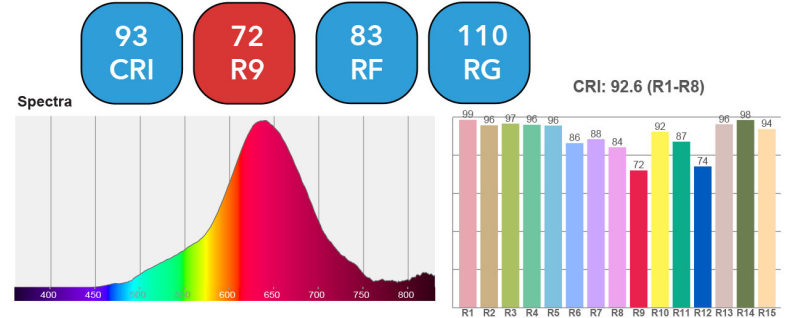 93 72 83 110
CRI R9 RF RG
CRI: 92.6 (R1-R8)
Spectra
99 96 97 96 96 86 88 84 72 92 87 74 96 98 94
400 450 500 550 600 650 700 750 800
R1 R2 R3 R4 R5 R6 R7 R8 R9 R10 R11 R12 R13 R14 R15